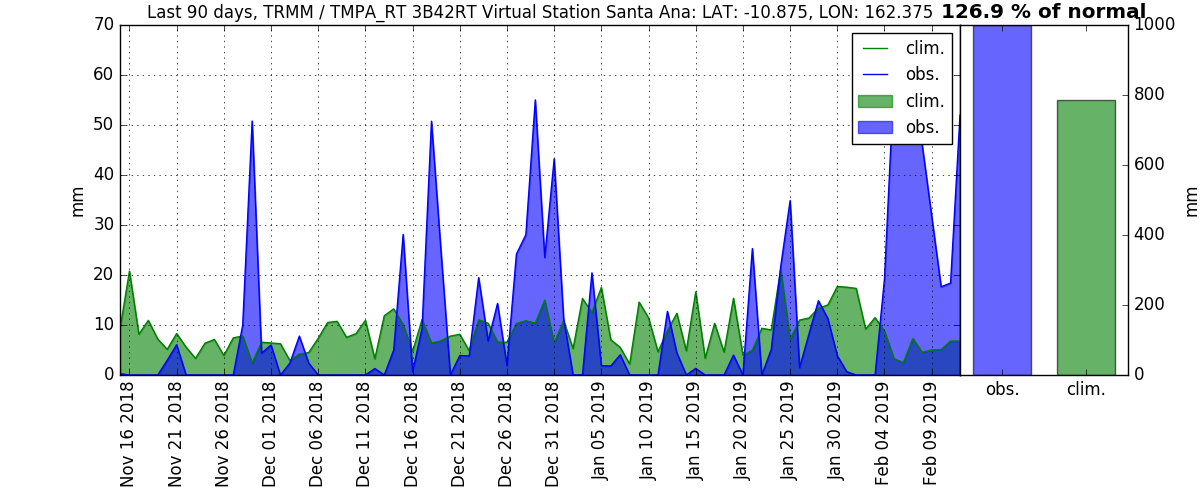 Last 90 days, TRMM / TMPA_RT 3B42RT Virtual Station Santa Ana: LAT: -10.875, LON: 162.375 126.9 % of normal
70
60
50
40
30
20
10
0
mm
clim.
obs.
clim.
obs.
1000
800
600
400
200
0
mm
Nov 16 2018
Nov 21 2018
Nov 26 2018
Dec 01 2018
Dec 06 2018
Dec 11 2018
Dec 16 2018
Dec 21 2018
Dec 26 2018
Dec 31 2018
Jan 05 2019
Jan 10 2019
Jan 15 2019
Jan 20 2019
Jan 25 2019
Jan 30 2019
Feb 04 2019
Feb 09 2019
obs.
clim.